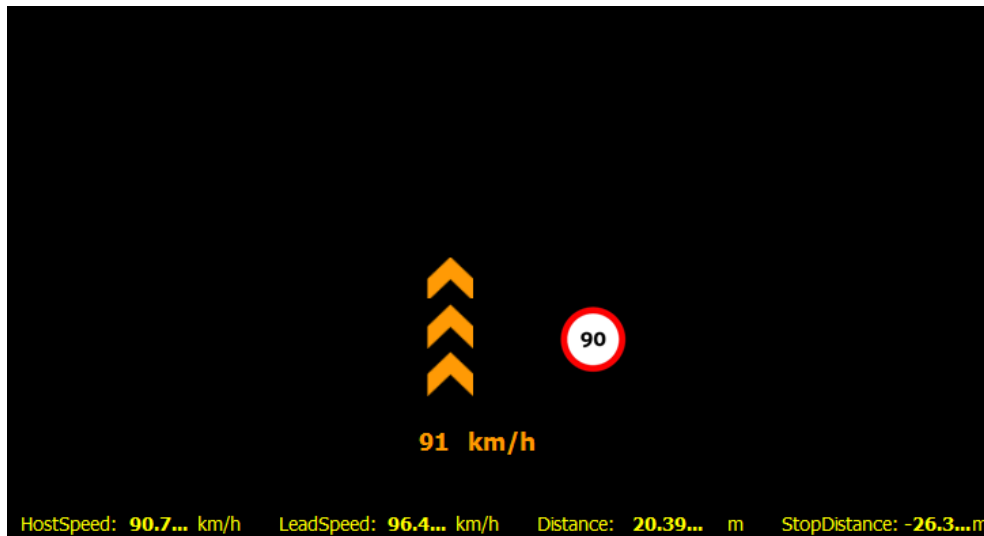 90
91 km/h
HostSpeed: 90.7... km/h LeadSpeed: 96.4... km/h Distance: 20.39... m StopDistance: -26.3...m